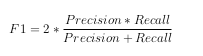 F1 = 2 * Precision * Recall / Precision + Recall